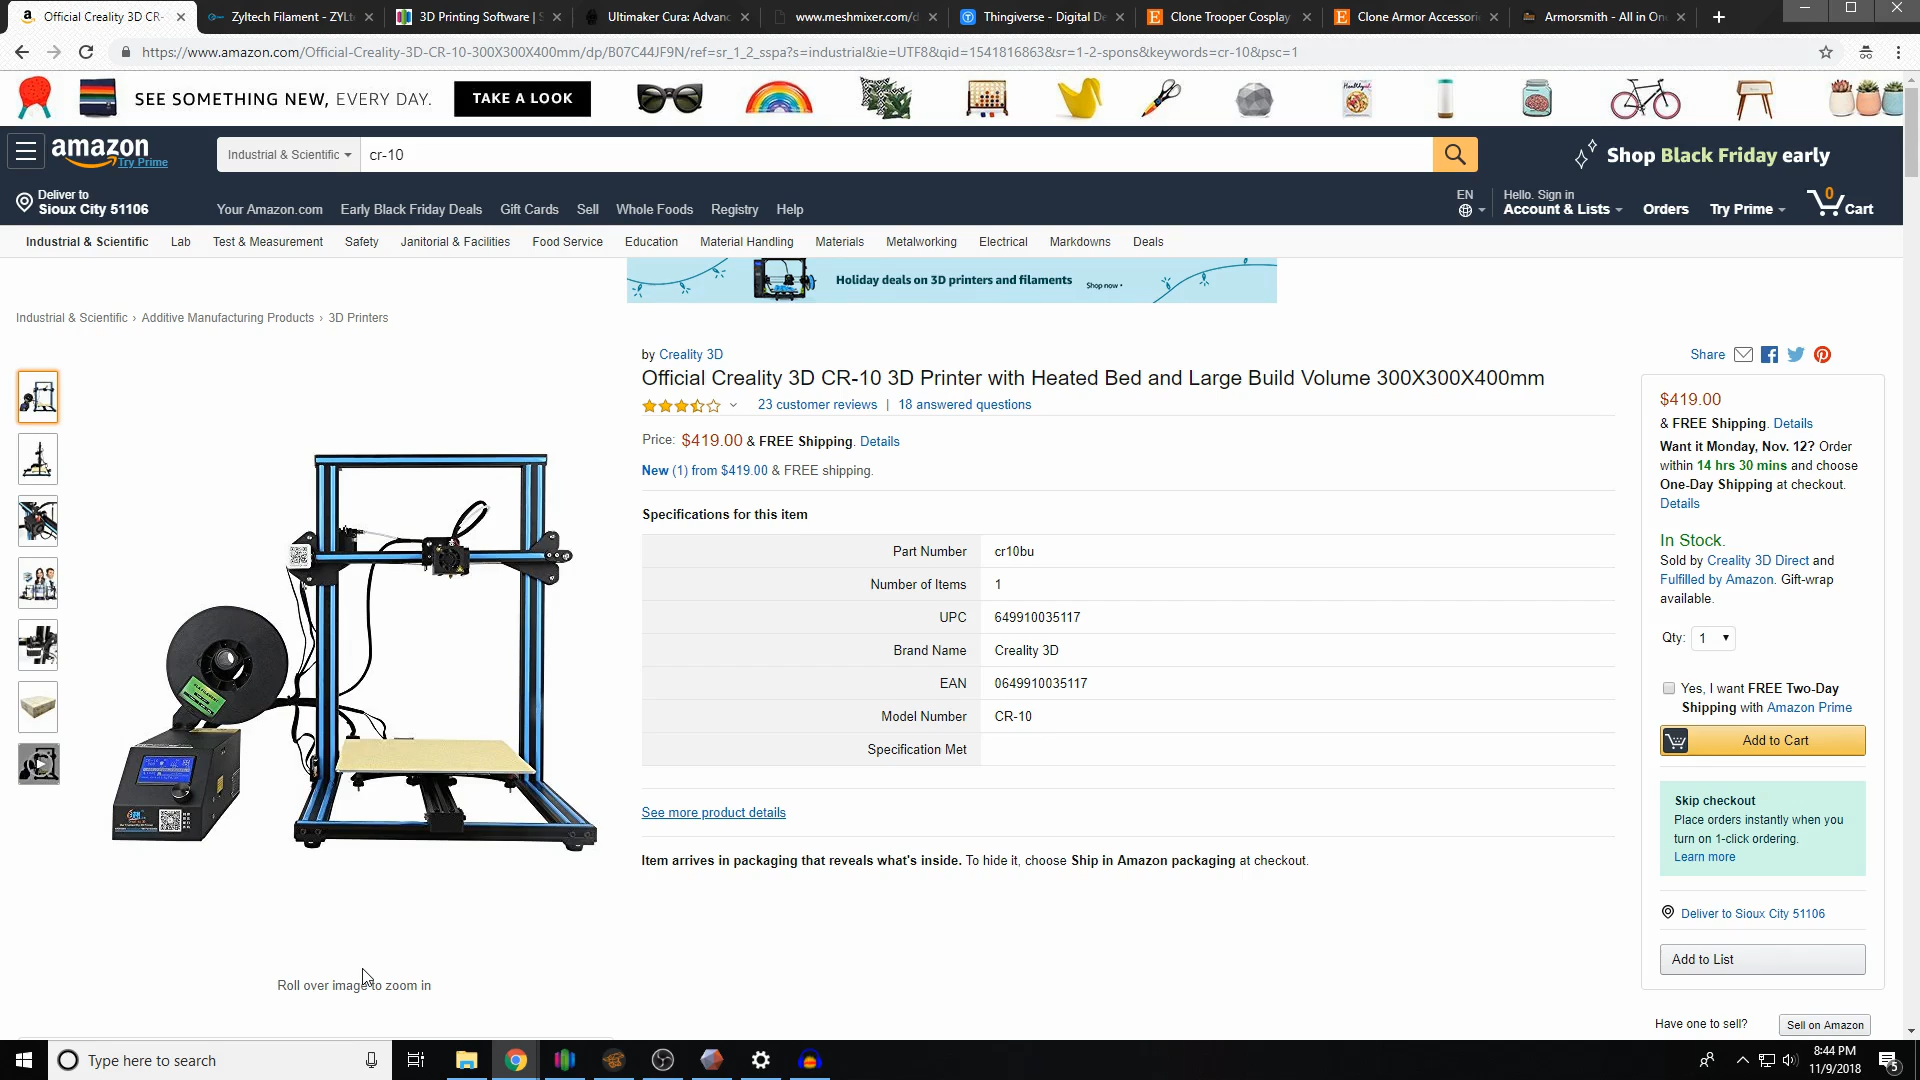 Official Creality 3D CR-
Zyltech Filament - ZYLt
3D Printing Software | S
Ultimaker Cura: Advanc
www.meshmixer.com/d
Thingiverse - Digital De
Clone Trooper Cosplay
Clone Armor Accessori
Armorsmith - All in On
https://www.amazon.com/Official-Creality-3D-CR-10-300X300X400mm/dp/B07C44JF9N/ref=sr_1_2_sspa?s=industrial&ie=UTF8&qid=1541816863&sr=1-2-spons&keywords=cr-10&psc=1
SEE SOMETHING NEW, EVERY DAY.
TAKE A LOOK
amazon
Try Prime
Industrial & Scientific
cr-10
Shop Black Friday early
Deliver to
Sioux City 51106
Your Amazon.com
Early Black Friday Deals
Gift Cards
Sell
Whole Foods
Registry
Help
EN
Hello. Sign in
Account & Lists
Orders
Try Prime
0
Cart
Industrial & Scientific
Lab
Test & Measurement
Safety
Janitorial & Facilities
Food Service
Education
Material Handling
Materials
Metalworking
Electrical
Markdowns
Deals
Holiday deals on 3D printers and filaments
Shop now
Industrial & Scientific › Additive Manufacturing Products › 3D Printers
by Creality 3D
Official Creality 3D CR-10 3D Printer with Heated Bed and Large Build Volume 300X300X400mm
23 customer reviews | 18 answered questions
Price: $419.00 & FREE Shipping. Details
New (1) from $419.00 & FREE shipping.
Specifications for this item
Part Number cr10bu
Number of Items 1
UPC 649910035117
Brand Name Creality 3D
EAN 0649910035117
Model Number CR-10
Specification Met
See more product details
Item arrives in packaging that reveals what's inside. To hide it, choose Ship in Amazon packaging at checkout.
Roll over image to zoom in
Share
$419.00
& FREE Shipping. Details
Want it Monday, Nov. 12? Order
within 14 hrs 30 mins and choose
One-Day Shipping at checkout.
Details
In Stock.
Sold by Creality 3D Direct and
Fulfilled by Amazon. Gift-wrap
available.
Qty: 1
Yes, I want FREE Two-Day
Shipping with Amazon Prime
Add to Cart
Skip checkout
Place orders instantly when you
turn on 1-click ordering.
Learn more
Deliver to Sioux City 51106
Add to List
Have one to sell?
Sell on Amazon
Type here to search
8:44 PM
11/9/2018
5